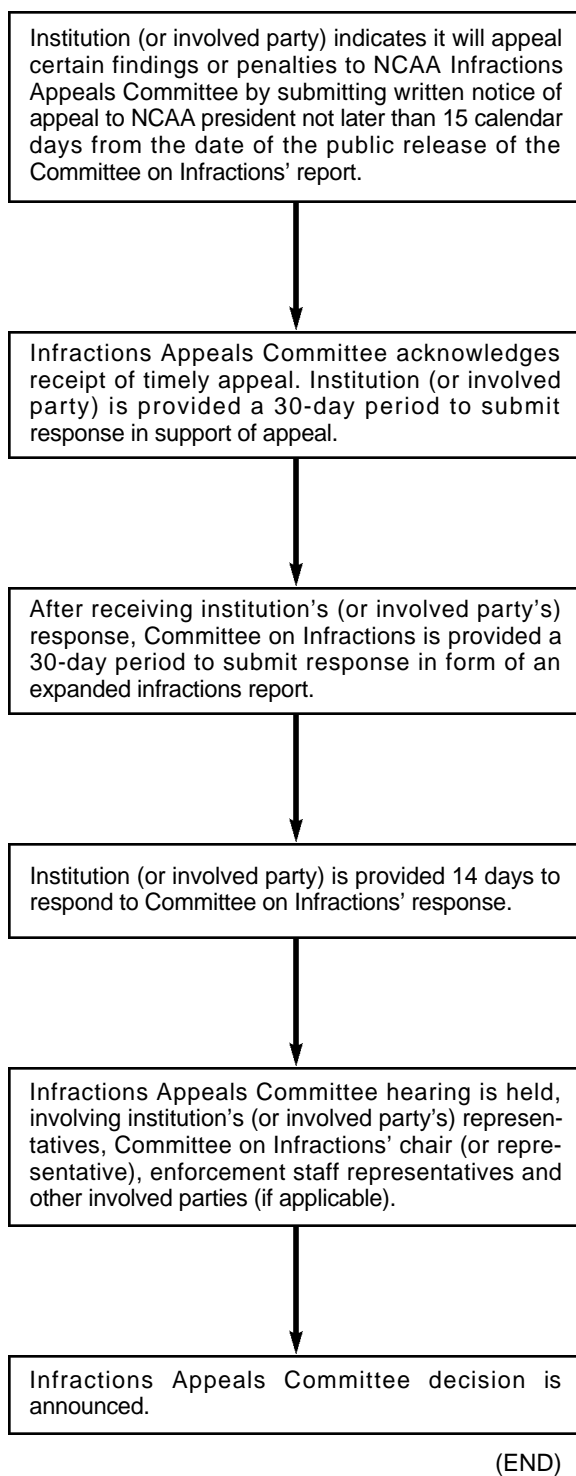 Institution (or involved party) indicates it will appeal
certain findings or penalties to NCAA Infractions
Appeals Committee by submitting written notice of
appeal to NCAA president not later than 15 calendar
days from the date of the public release of the
Committee on Infractions’ report.
Infractions Appeals Committee acknowledges
receipt of timely appeal. Institution (or involved
party) is provided a 30-day period to submit
response in support of appeal.
After receiving institution’s (or involved party’s)
response, Committee on Infractions is provided a
30-day period to submit response in form of an
expanded infractions report.
Institution (or involved party) is provided 14 days to
respond to Committee on Infractions’ response.
Infractions Appeals Committee hearing is held,
involving institution’s (or involved party’s) represen-
tatives, Committee on Infractions’ chair (or repre-
sentative), enforcement staff representatives and
other involved parties (if applicable).
Infractions Appeals Committee decision is
announced.
(END)